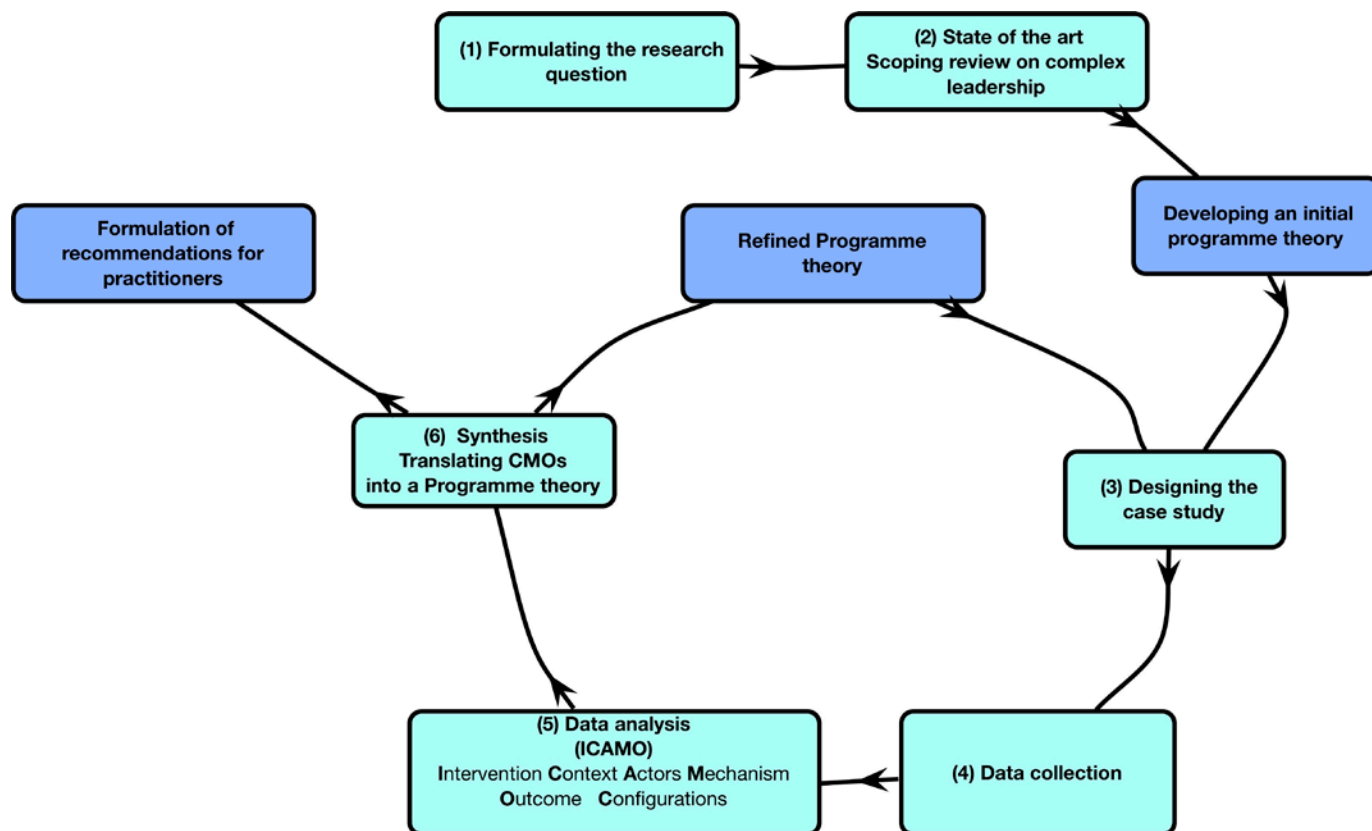 (1) Formulating the research
question
(2) State of the art
Scoping review on complex
leadership
Developing an initial
programme theory
Formulation of
recommendations for
practitioners
Refined Programme
theory
(6) Synthesis
Translating CMOs
into a Programme theory
(3) Designing the
case study
(5) Data analysis
(ICAMO)
Intervention Context Actors Mechanism
Outcome Configurations
(4) Data collection